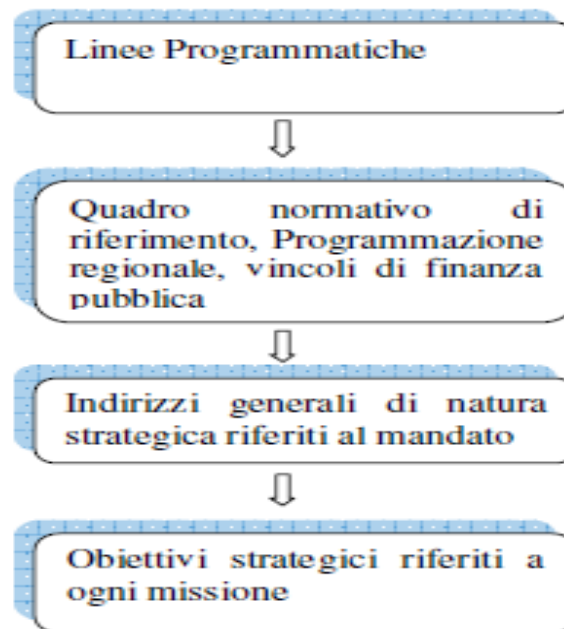 Linee Programmatiche
Quadro normativo di
riferimento, Programmazione
regionale, vincoli di finanza
pubblica
Indirizzi generali di natura
strategica riferiti al mandato
Obiettivi strategici riferiti a
ogni missione